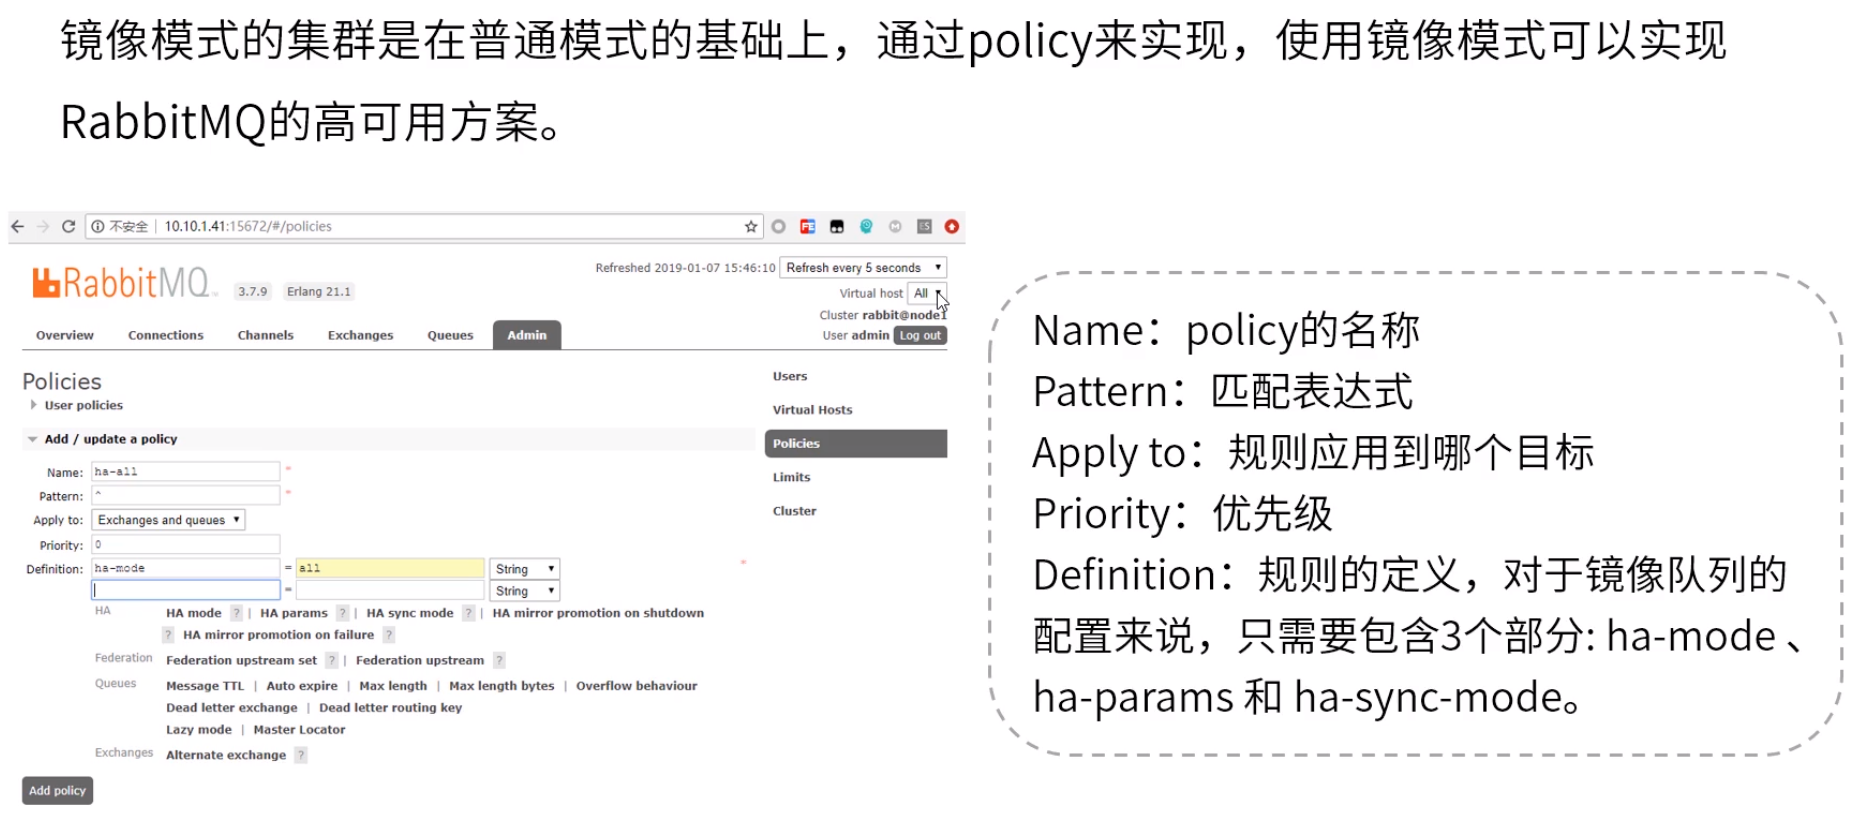 镜像模式的集群是在普通模式的基础上，通过policy来实现，使用镜像模式可以实现
RabbitMQ的高可用方案。
不安全 | 10.10.1.41:15672/#/policies
RabbitMQ 3.7.9 Erlang 21.1
Refreshed 2019-01-07 15:46:10 Refresh every 5 seconds
Virtual host All
Cluster rabbit@node1
User admin Log out
Overview Connections Channels Exchanges Queues Admin
Policies
User policies
Add / update a policy
Name: ha-all *
Pattern: ^ *
Apply to: Exchanges and queues
Priority: 0
Definition: ha-mode = all String *
= String
HA HA mode ? | HA params ? | HA sync mode ? | HA mirror promotion on shutdown
? HA mirror promotion on failure ?
Federation Federation upstream set ? | Federation upstream ?
Queues Message TTL | Auto expire | Max length | Max length bytes | Overflow behaviour
Dead letter exchange | Dead letter routing key
Lazy mode | Master Locator
Exchanges Alternate exchange ?
Add policy
Users
Virtual Hosts
Policies
Limits
Cluster
Name：policy的名称
Pattern：匹配表达式
Apply to：规则应用到哪个目标
Priority：优先级
Definition：规则的定义，对于镜像队列的
配置来说，只需要包含3个部分: ha-mode 、
ha-params 和 ha-sync-mode。